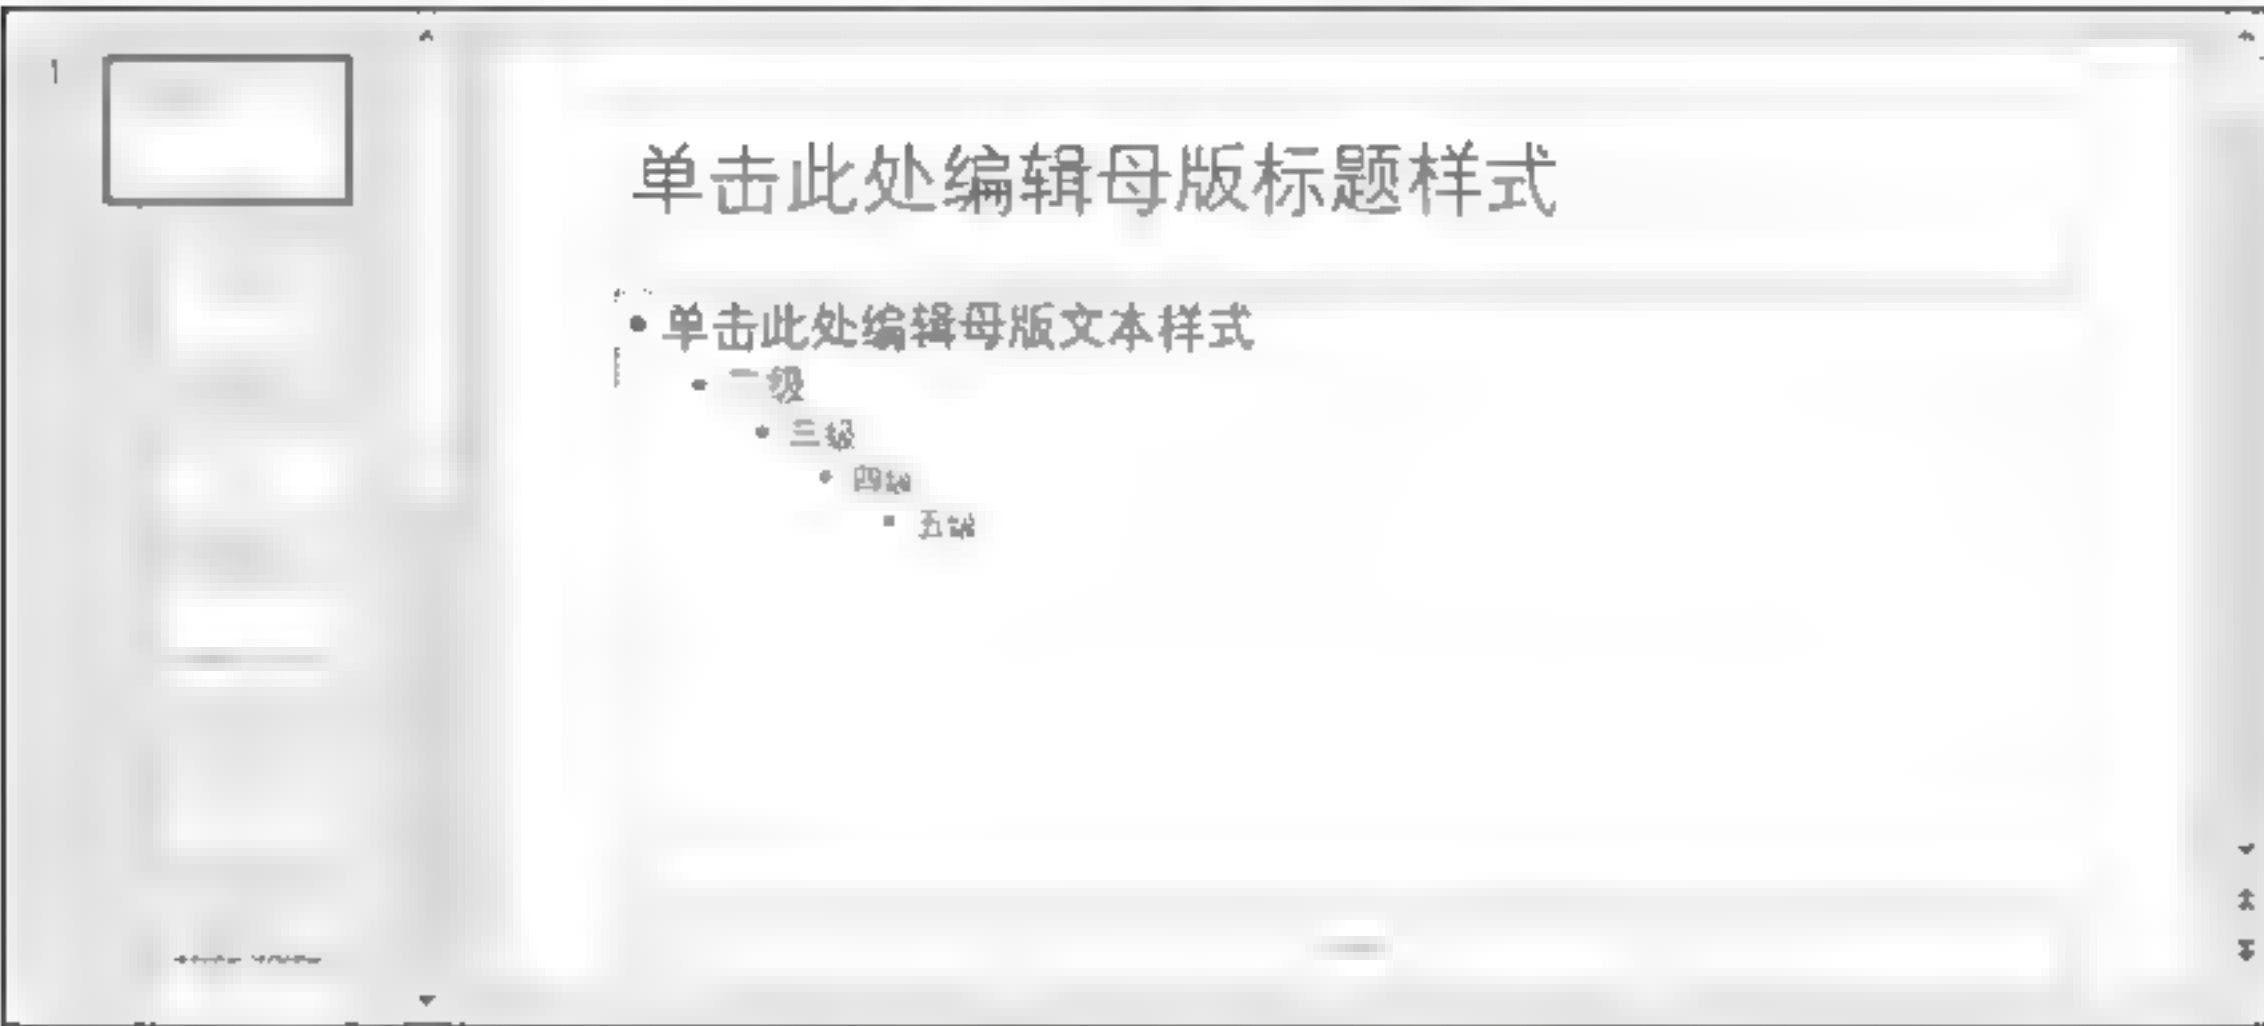 1
单击此处编辑母版标题样式
• 单击此处编辑母版文本样式
• 二级
• 三级
• 四级
▪ 五级